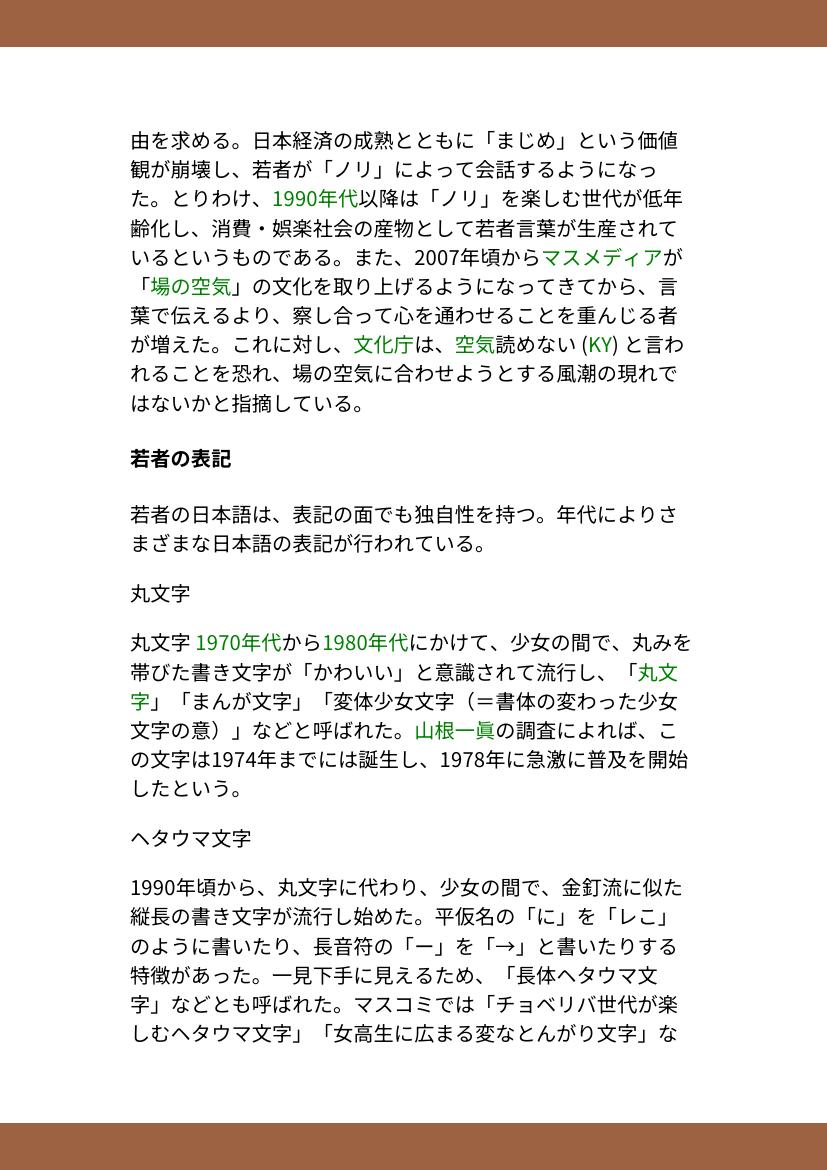 由を求める。日本経済の成熟とともに「まじめ」という価値
観が崩壊し、若者が「ノリ」によって会話するようになっ
た。とりわけ、1990年代以降は「ノリ」を楽しむ世代が低年
齢化し、消費・娯楽社会の産物として若者言葉が生産されて
いるというものである。また、2007年頃からマスメディアが
「場の空気」の文化を取り上げるようになってきてから、言
葉で伝えるより、察し合って心を通わせることを重んじる者
が増えた。これに対し、文化庁は、空気読めない (KY) と言わ
れることを恐れ、場の空気に合わせようとする風潮の現れで
はないかと指摘している。
若者の表記
若者の日本語は、表記の面でも独自性を持つ。年代によりさ
まざまな日本語の表記が行われている。
丸文字
丸文字 1970年代から1980年代にかけて、少女の間で、丸みを
帯びた書き文字が「かわいい」と意識されて流行し、「丸文
字」「まんが文字」「変体少女文字（＝書体の変わった少女
文字の意）」などと呼ばれた。山根一眞の調査によれば、こ
の文字は1974年までには誕生し、1978年に急激に普及を開始
したという。
ヘタウマ文字
1990年頃から、丸文字に代わり、少女の間で、金釘流に似た
縦長の書き文字が流行し始めた。平仮名の「に」を「レこ」
のように書いたり、長音符の「ー」を「→」と書いたりする
特徴があった。一見下手に見えるため、「長体ヘタウマ文
字」などとも呼ばれた。マスコミでは「チョベリバ世代が楽
しむヘタウマ文字」「女高生に広まる変なとんがり文字」な